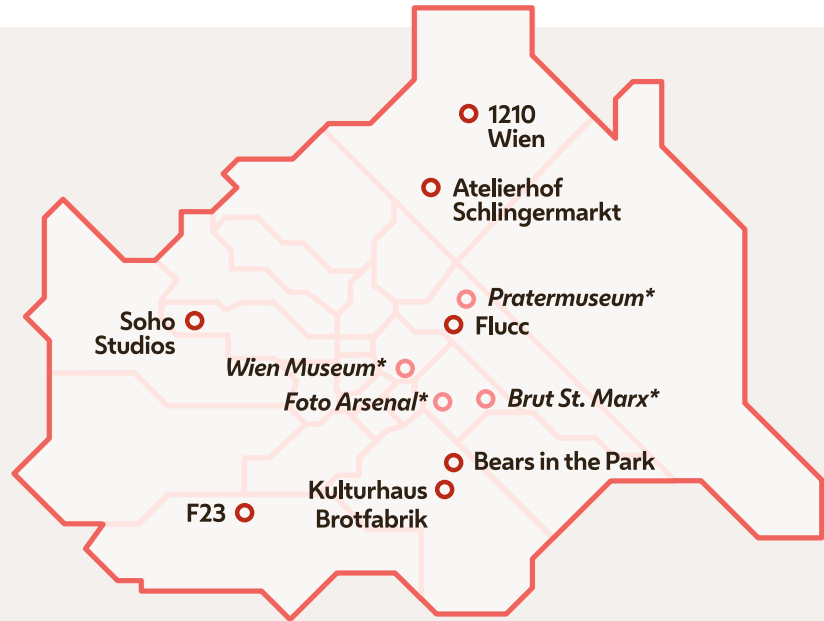 1210
Wien
Atelierhof
Schlingermarkt
Pratermuseum*
Flucc
Soho
Studios
Wien Museum*
Foto Arsenal*
Brut St. Marx*
Bears in the Park
Kulturhaus
Brotfabrik
F23